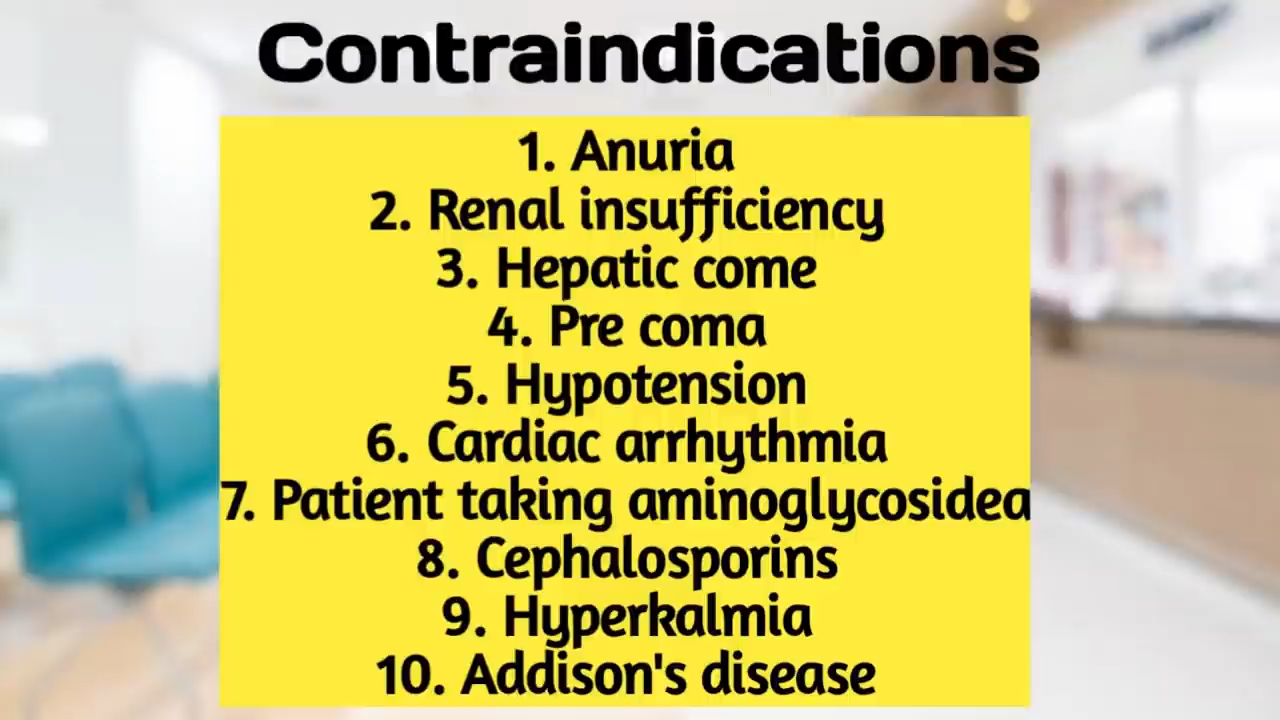 Contraindications
1. Anuria
2. Renal insufficiency
3. Hepatic come
4. Pre coma
5. Hypotension
6. Cardiac arrhythmia
7. Patient taking aminoglycosidea
8. Cephalosporins
9. Hyperkalmia
10. Addison's disease